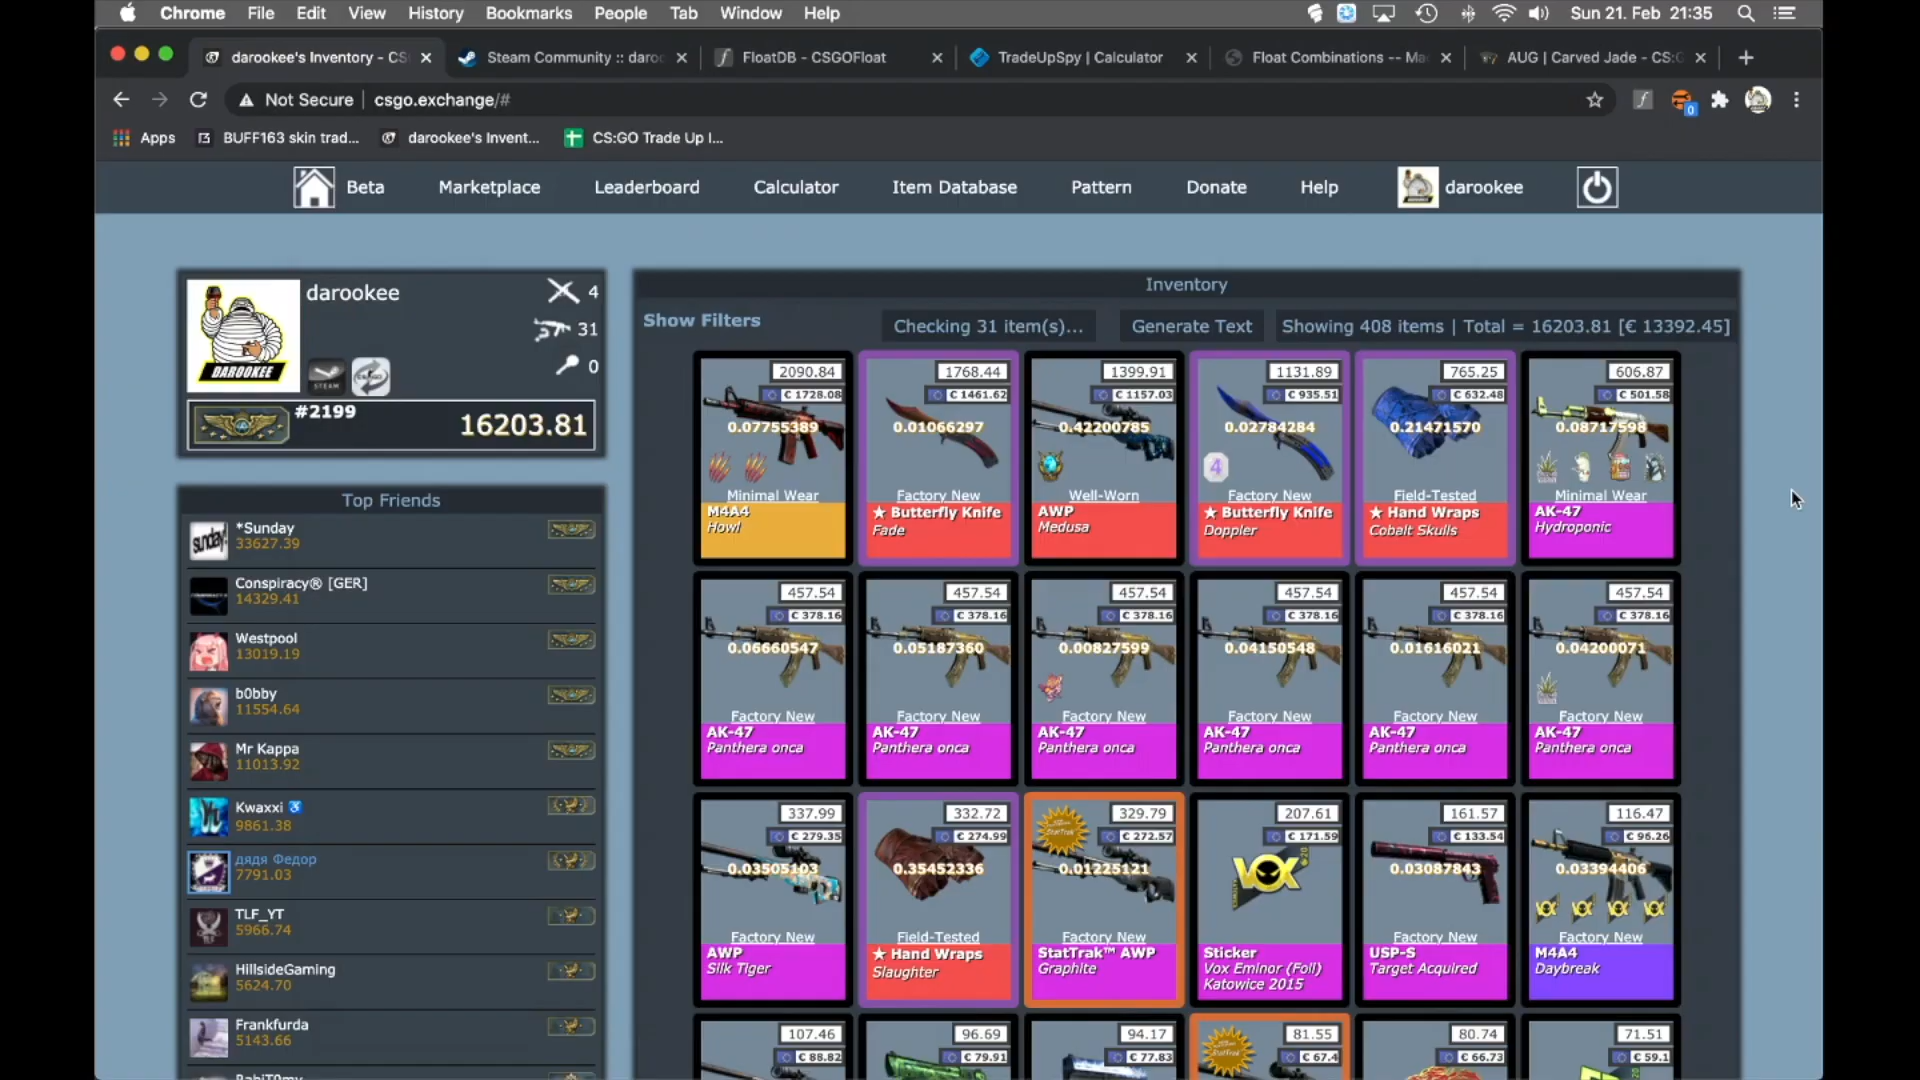 Chrome File Edit View History Bookmarks People Tab Window Help Sun 21. Feb 21:35
darookee's Inventory - CS Steam Community :: daroo FloatDB - CSGOFloat TradeUpSpy | Calculator Float Combinations -- Ma AUG | Carved Jade - CS:G
Not Secure | csgo.exchange/#
Apps BUFF163 skin trad... darookee's Invent... CS:GO Trade Up I...
Beta Marketplace Leaderboard Calculator Item Database Pattern Donate Help darookee
darookee
4
31
0
DAROOKEE
STEAM
#2199
16203.81
Top Friends
*Sunday
33627.39
Conspiracy® [GER]
14329.41
Westpool
13019.19
b0bby
11554.64
Mr Kappa
11013.92
Kwaxxi
9861.38
дядя Федор
7791.03
TLF_YT
5966.74
HillsideGaming
5624.70
Frankfurda
5143.66
Inventory
Show Filters Checking 31 item(s)... Generate Text Showing 408 items | Total = 16203.81 [€ 13392.45]
2090.84 1768.44 1399.91 1131.89 765.25 606.87
€ 1728.08 € 1461.62 € 1157.03 € 935.51 € 632.48 € 501.58
0.07755389 0.01066297 0.42200785 0.02784284 0.21471570 0.08717598
4
Minimal Wear Factory New Well-Worn Factory New Field-Tested Minimal Wear
M4A4 ★ Butterfly Knife AWP ★ Butterfly Knife ★ Hand Wraps AK-47
Howl Fade Medusa Doppler Cobalt Skulls Hydroponic
457.54 457.54 457.54 457.54 457.54 457.54
€ 378.16 € 378.16 € 378.16 € 378.16 € 378.16 € 378.16
0.06660547 0.05187360 0.00827599 0.04150548 0.01616021 0.04200071
Factory New Factory New Factory New Factory New Factory New Factory New
AK-47 AK-47 AK-47 AK-47 AK-47 AK-47
Panthera onca Panthera onca Panthera onca Panthera onca Panthera onca Panthera onca
337.99 332.72 329.79 207.61 161.57 116.47
€ 279.35 € 274.99 € 272.57 € 171.59 € 133.54 € 96.26
StatTrak VOX
0.03505103 0.35452336 0.01225121 0.03087843 0.03394406
Factory New Field-Tested Factory New Factory New Factory New
AWP ★ Hand Wraps StatTrak™ AWP Sticker USP-S M4A4
Silk Tiger Slaughter Graphite Vox Eminor (Foil) Target Acquired Daybreak
Katowice 2015
107.46 96.69 94.17 81.55 80.74 71.51
€ 88.82 € 79.91 € 77.83 € 67.4 € 66.73 € 59.1
StatTrak